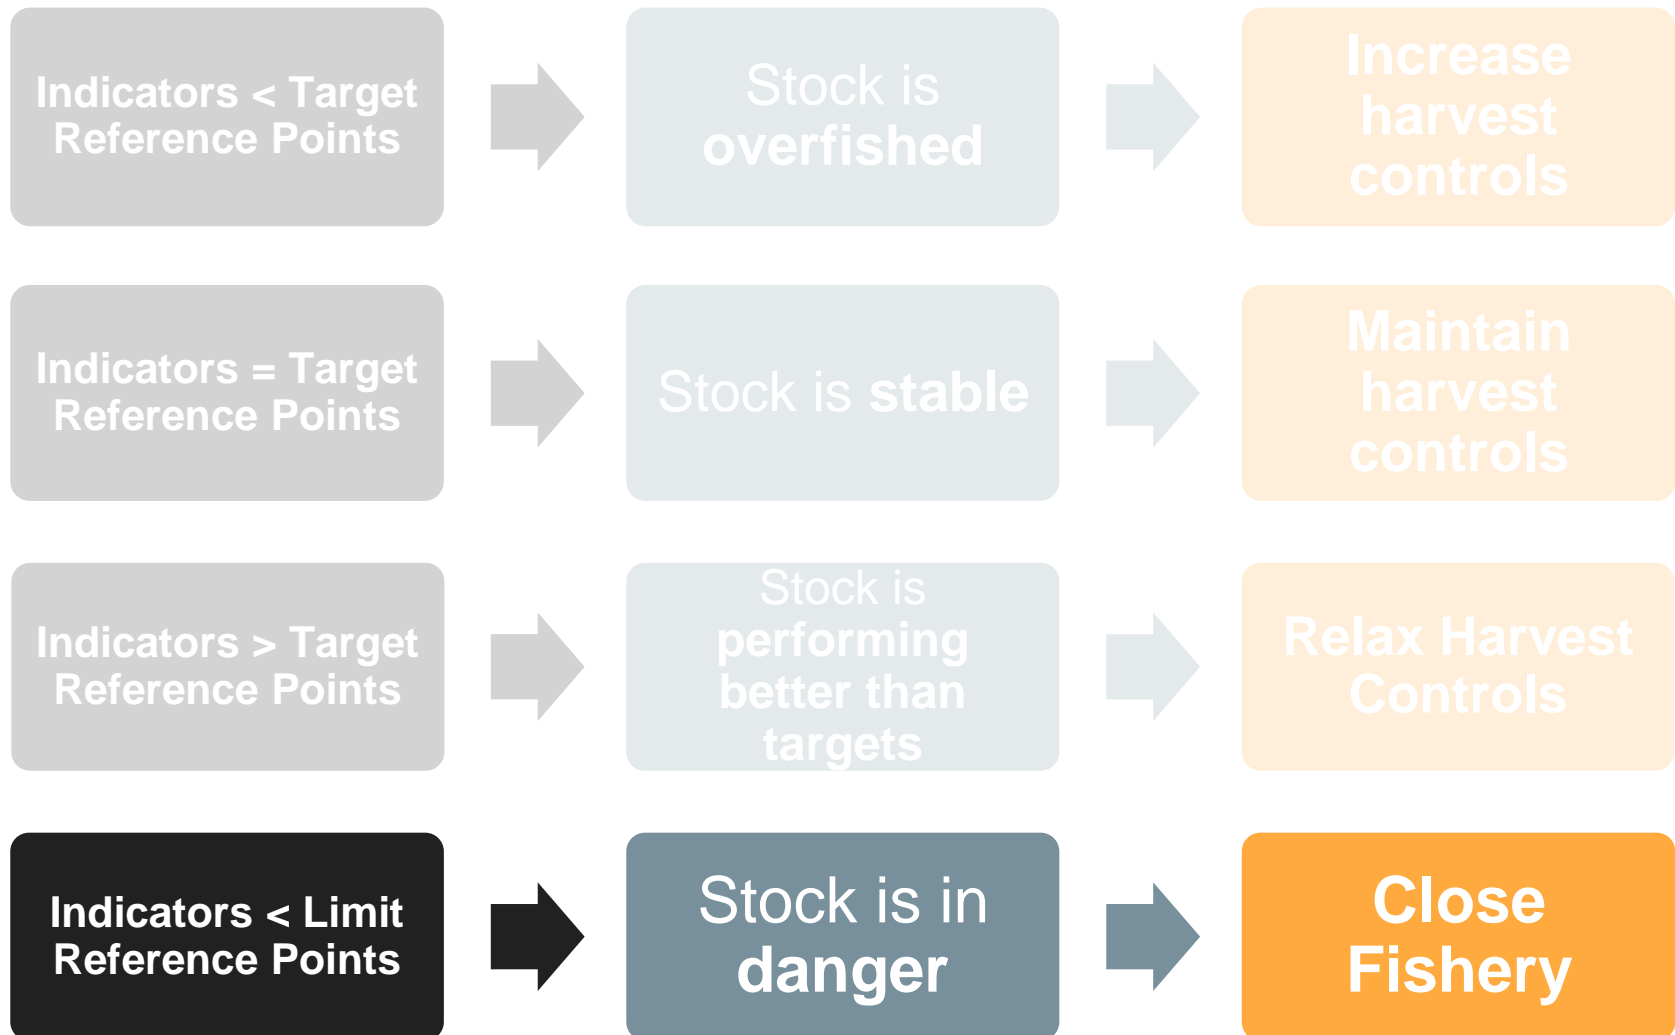 Indicators < Target
Reference Points
Stock is
overfished
Increase
harvest
controls
Indicators = Target
Reference Points
Stock is stable
Maintain
harvest
controls
Indicators > Target
Reference Points
Stock is
performing
better than
targets
Relax Harvest
Controls
Indicators < Limit
Reference Points
Stock is in
danger
Close
Fishery